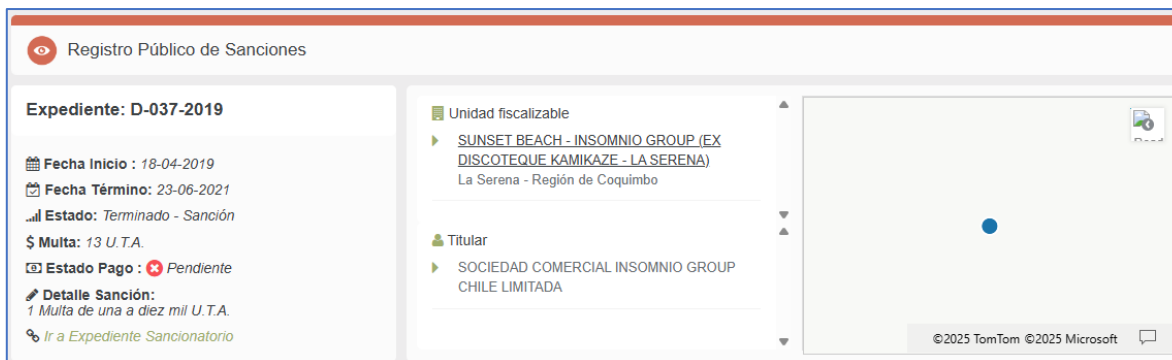 Registro Público de Sanciones
Expediente: D-037-2019
Fecha Inicio : 18-04-2019
Fecha Término: 23-06-2021
Estado: Terminado - Sanción
$ Multa: 13 U.T.A.
Estado Pago : Pendiente
Detalle Sanción:
1 Multa de una a diez mil U.T.A.
Ir a Expediente Sancionatorio
Unidad fiscalizable
SUNSET BEACH - INSOMNIO GROUP (EX
DISCOTEQUE KAMIKAZE - LA SERENA)
La Serena - Región de Coquimbo
Titular
SOCIEDAD COMERCIAL INSOMNIO GROUP
CHILE LIMITADA
©2025 TomTom ©2025 Microsoft